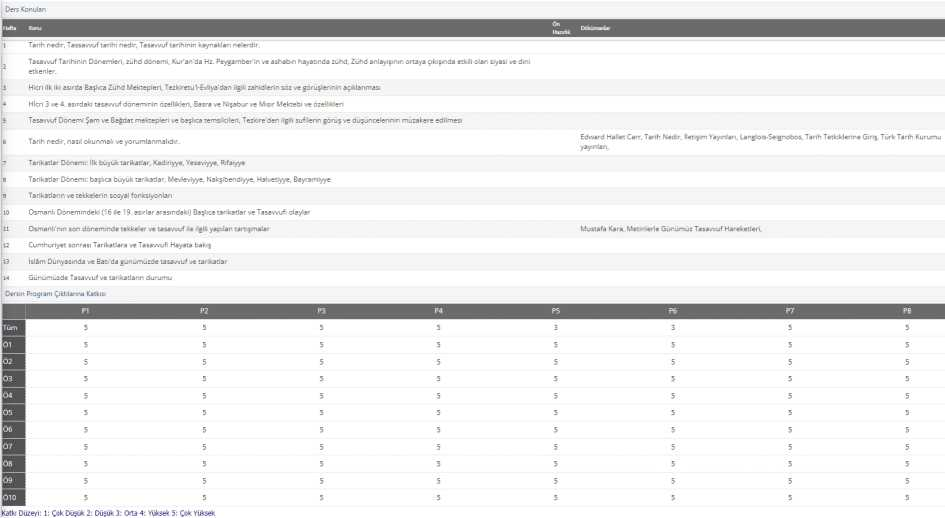 Ders Konuları
Hafta Konu Ön Hazırlık Dökümanlar
1 Tarih nedir, Tassavvuf tarihi nedir, Tasavvuf tarihinin kaynakları nelerdir.
2 Tasavvuf Tarihinin Dönemleri, zühd dönemi, Kur'an'da Hz. Peygamber'in ve ashabın hayatında zühd, Zühd anlayışının ortaya çıkışında etkili olan siyasi ve dini
etkenler.
3 Hicri ilk iki asırda Başlıca Zühd Mektepleri, Tezkiretu'l-Evliya'dan ilgili zahidlerin söz ve görüşlerinin açıklanması
4 Hicri 3 ve 4. asırdaki tasavvuf döneminin özellikleri, Basra ve Nişabur ve Mısır Mektebi ve özellikleri
5 Tasavvuf Dönemi Şam ve Bağdat mektepleri ve başlıca temsilcileri, Tezkire'den ilgili sufilerin görüş ve düşüncelerinin müzakere edilmesi
6 Tarih nedir, nasıl okunmalı ve yorumlanmalıdır. Edward Hallet Carr, Tarih Nedir, İletişim Yayınları, Langlois-Seignobos, Tarih Tetkiklerine Giriş, Türk Tarih Kurumu
yayınları,
7 Tarikatlar Dönemi: İlk büyük tarikatlar, Kadiriyye, Yeseviyye, Rifaiyye
8 Tarikatlar Dönemi: başlıca büyük tarikatlar, Mevleviyye, Nakşibendiyye, Halvetiyye, Bayramiyye
9 Tarikatların ve tekkelerin sosyal fonksiyonları
10 Osmanlı Dönemindeki (16 ile 19. asırlar arasındaki) Başlıca tarikatlar ve Tasavvufi olaylar
11 Osmanlı'nın son döneminde tekkeler ve tasavvuf ile ilgili yapılan tartışmalar Mustafa Kara, Metinlerle Günümüz Tasavvuf Hareketleri,
12 Cumhuriyet sonrası Tarikatlara ve Tasavvufi Hayata bakış
13 İslâm Dünyasında ve Batı'da günümüzde tasavvuf ve tarikatlar
14 Günümüzde Tasavvuf ve tarikatların durumu
Dersin Program Çıktılarına Katkısı
P1 P2 P3 P4 P5 P6 P7 P8
Tüm 5 5 5 5 3 3 5 5
Ö1 5 5 5 5 5 5 5 5
Ö2 5 5 5 5 5 5 5 5
Ö3 5 5 5 5 5 5 5 5
Ö4 5 5 5 5 5 5 5 5
Ö5 5 5 5 5 5 5 5 5
Ö6 5 5 5 5 5 5 5 5
Ö7 5 5 5 5 5 5 5 5
Ö8 5 5 5 5 5 5 5 5
Ö9 5 5 5 5 5 5 5 5
Ö10 5 5 5 5 5 5 5 5
Katkı Düzeyi: 1: Çok Düşük 2: Düşük 3: Orta 4: Yüksek 5: Çok Yüksek